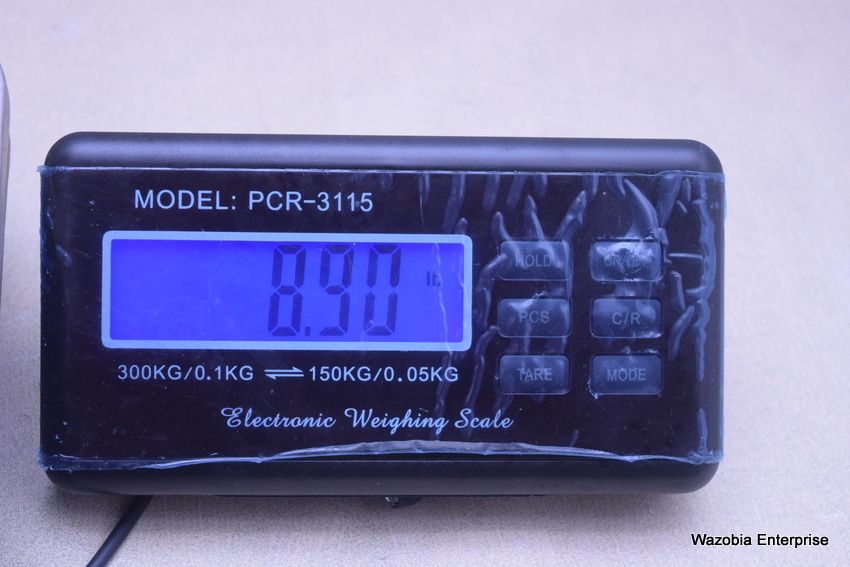 MODEL: PCR-3115
8.90 lb
HOLD
PCS C/R
TARE MODE
300KG/0.1KG ⇌ 150KG/0.05KG
Electronic Weighing Scale
Wazobia Enterprise